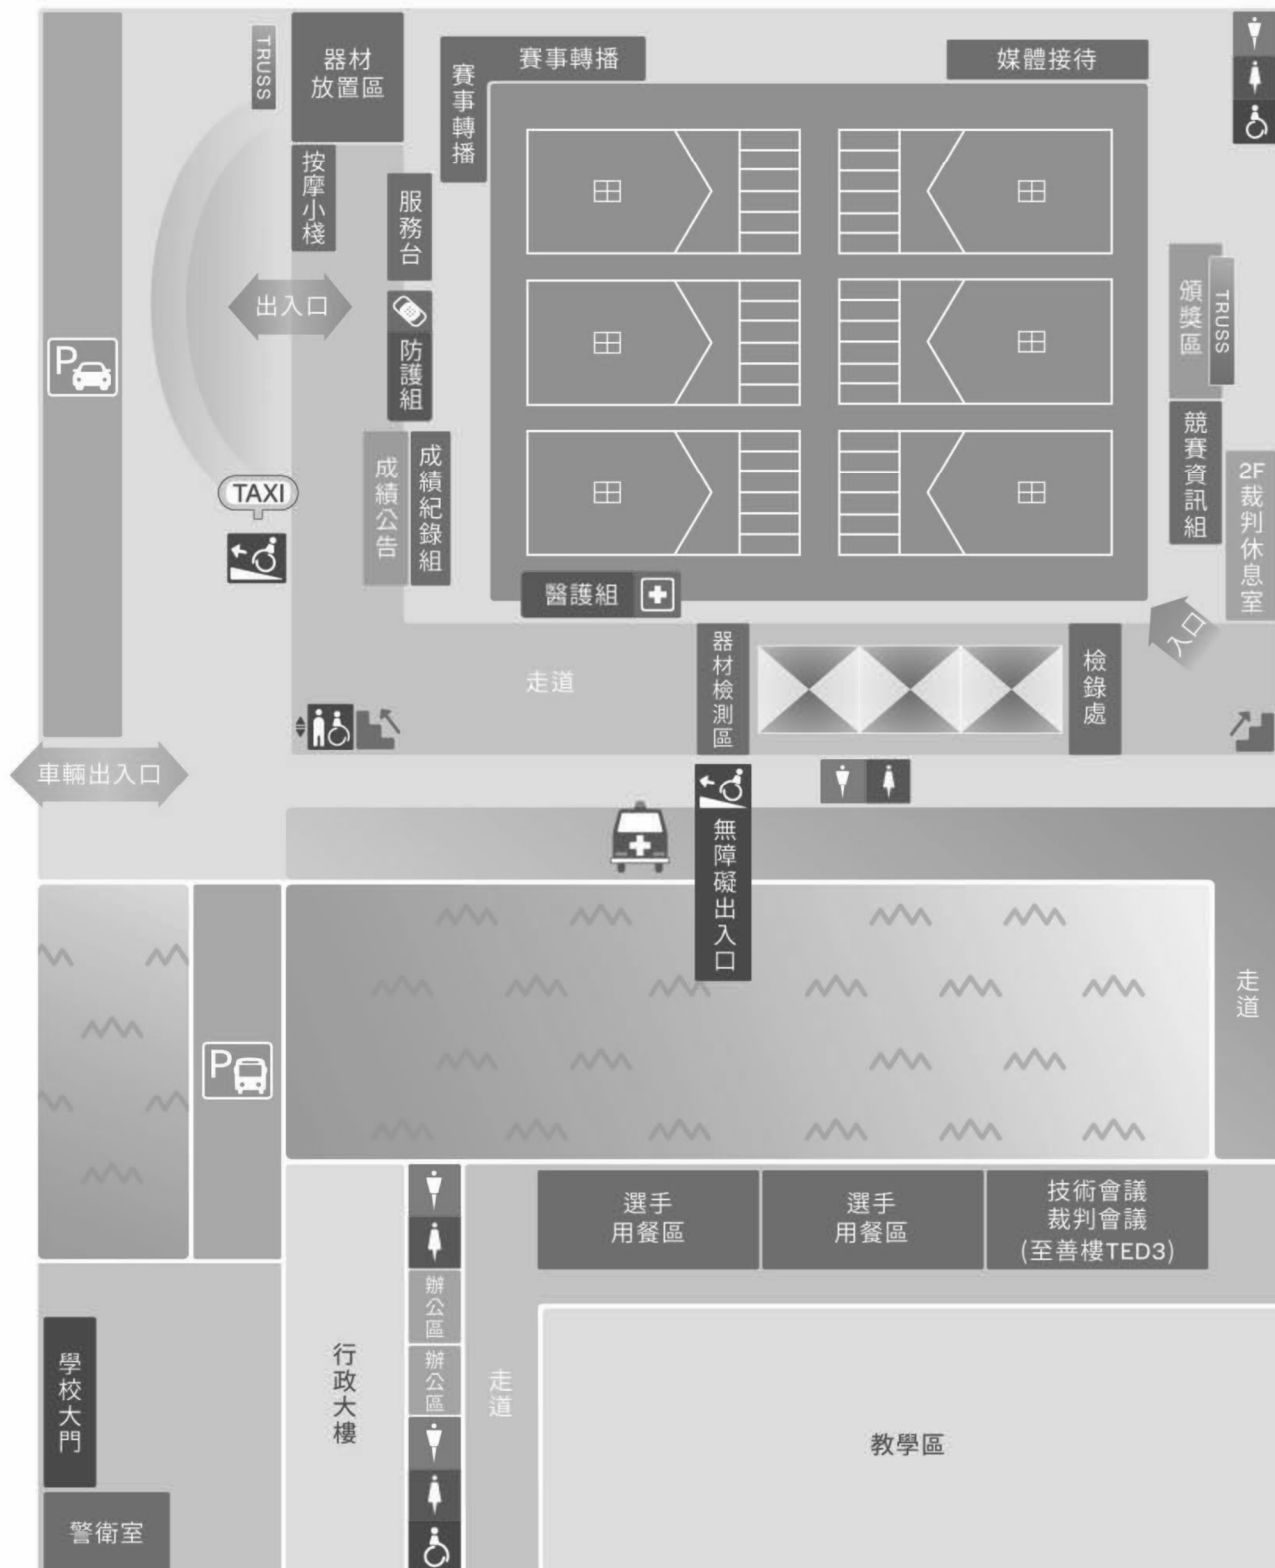 TRUSS
器材
放置區
賽事轉播
賽事轉播
媒體接待
按摩小棧
服務台
出入口
防護組
頒獎區
TRUSS
P
成績公告
成績紀錄組
競賽資訊組
2F裁判休息室
TAXI
醫護組
入口
走道
器材檢測區
檢錄處
車輛出入口
無障礙出入口
走道
P
選手
用餐區
選手
用餐區
技術會議
裁判會議
(至善樓TED3)
辦公區
辦公區
學校大門
行政大樓
走道
教學區
警衛室